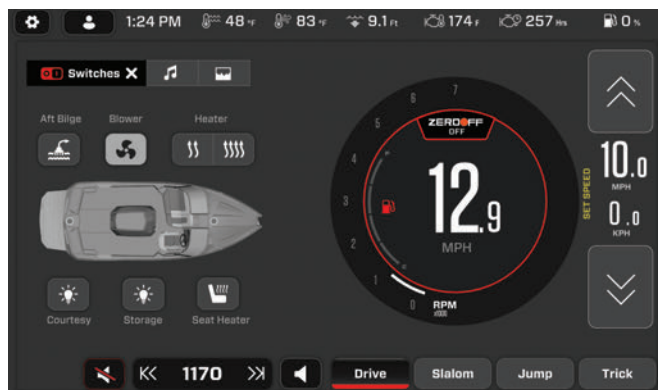 1:24 PM 48 °F 83 °F 9.1 Ft 174 F 257 Hrs 0 %
Switches X
Aft Bilge Blower Heater
Courtesy Storage Seat Heater
7
6
5
4
3
2
1
0
ZEROOFF
OFF
12.9
MPH
RPM
x1000
SET SPEED
10.0
MPH
0.0
KPH
1170
Drive Slalom Jump Trick